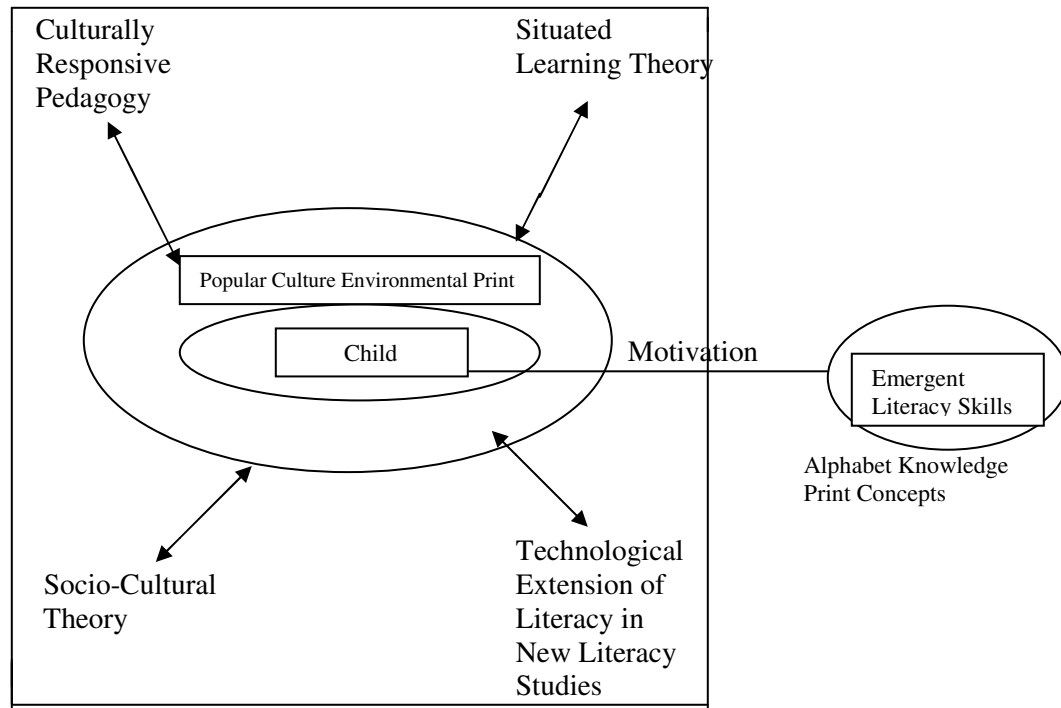 Culturally
Responsive
Pedagogy
Situated
Learning Theory
Popular Culture Environmental Print
Child
Motivation
Emergent
Literacy Skills
Alphabet Knowledge
Print Concepts
Socio-Cultural
Theory
Technological
Extension of
Literacy in
New Literacy
Studies